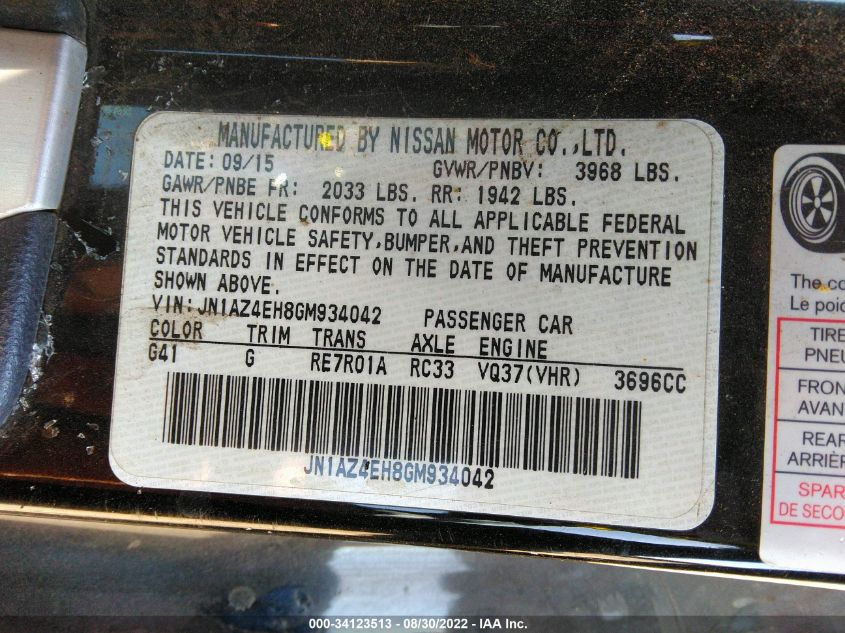 MANUFACTURED BY NISSAN MOTOR CO.,LTD.
DATE: 09/15 GVWR/PNBV: 3968 LBS.
GAWR/PNBE FR: 2033 LBS. RR: 1942 LBS.
THIS VEHICLE CONFORMS TO ALL APPLICABLE FEDERAL
MOTOR VEHICLE SAFETY,BUMPER,AND THEFT PREVENTION
STANDARDS IN EFFECT ON THE DATE OF MANUFACTURE
SHOWN ABOVE.
VIN: JN1AZ4EH8GM934042 PASSENGER CAR
COLOR TRIM TRANS AXLE ENGINE
G41 G RE7R01A RC33 VQ37(VHR) 3696CC
JN1AZ4EH8GM934042
The co
Le poid
TIRE
PNEU
FRON
AVAN
REAR
ARRIÈR
SPAR
DE SECO
000-34123513 - 08/30/2022 - IAA Inc.